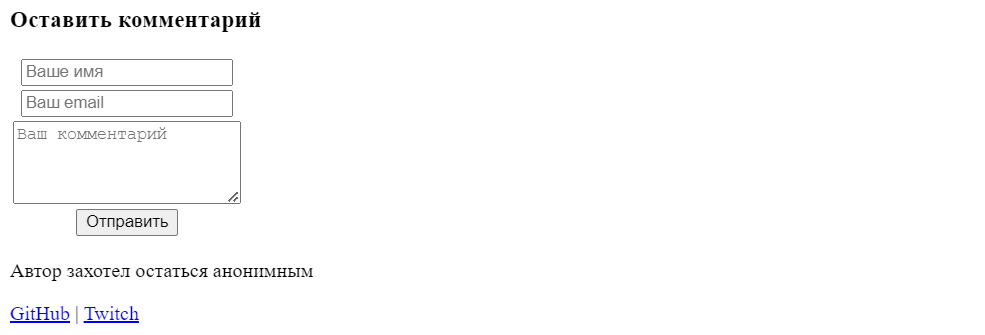 Оставить комментарий
Ваше имя
Ваш email
Ваш комментарий
Отправить
Автор захотел остаться анонимным
GitHub | Twitch